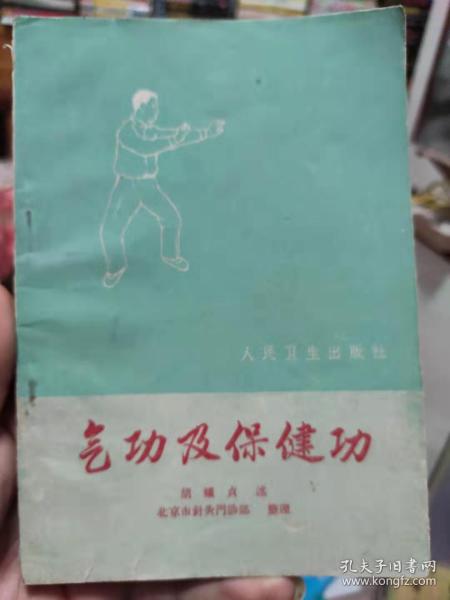 人民卫生出版社
气功及保健功
胡耀贞 述
北京市針灸門診部 整理
孔夫子旧书网
www.kongfz.com